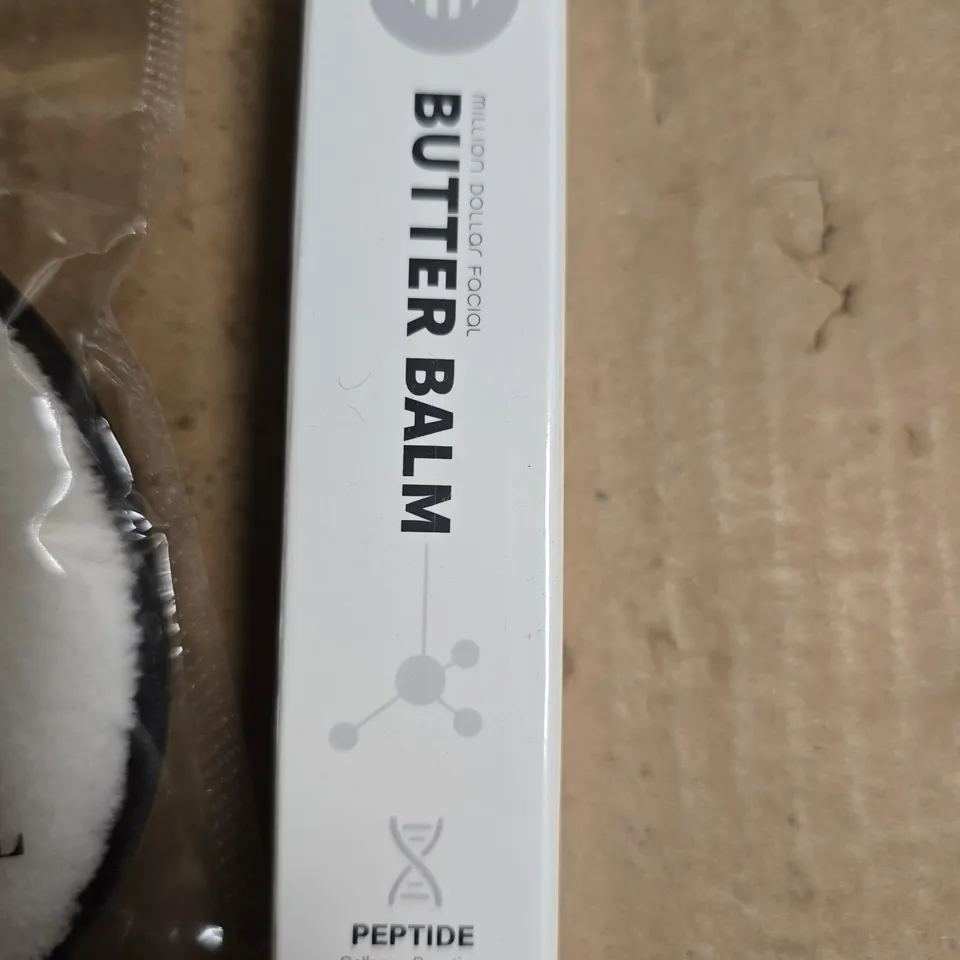 Million Dollar Facial
BUTTER BALM
PEPTIDE